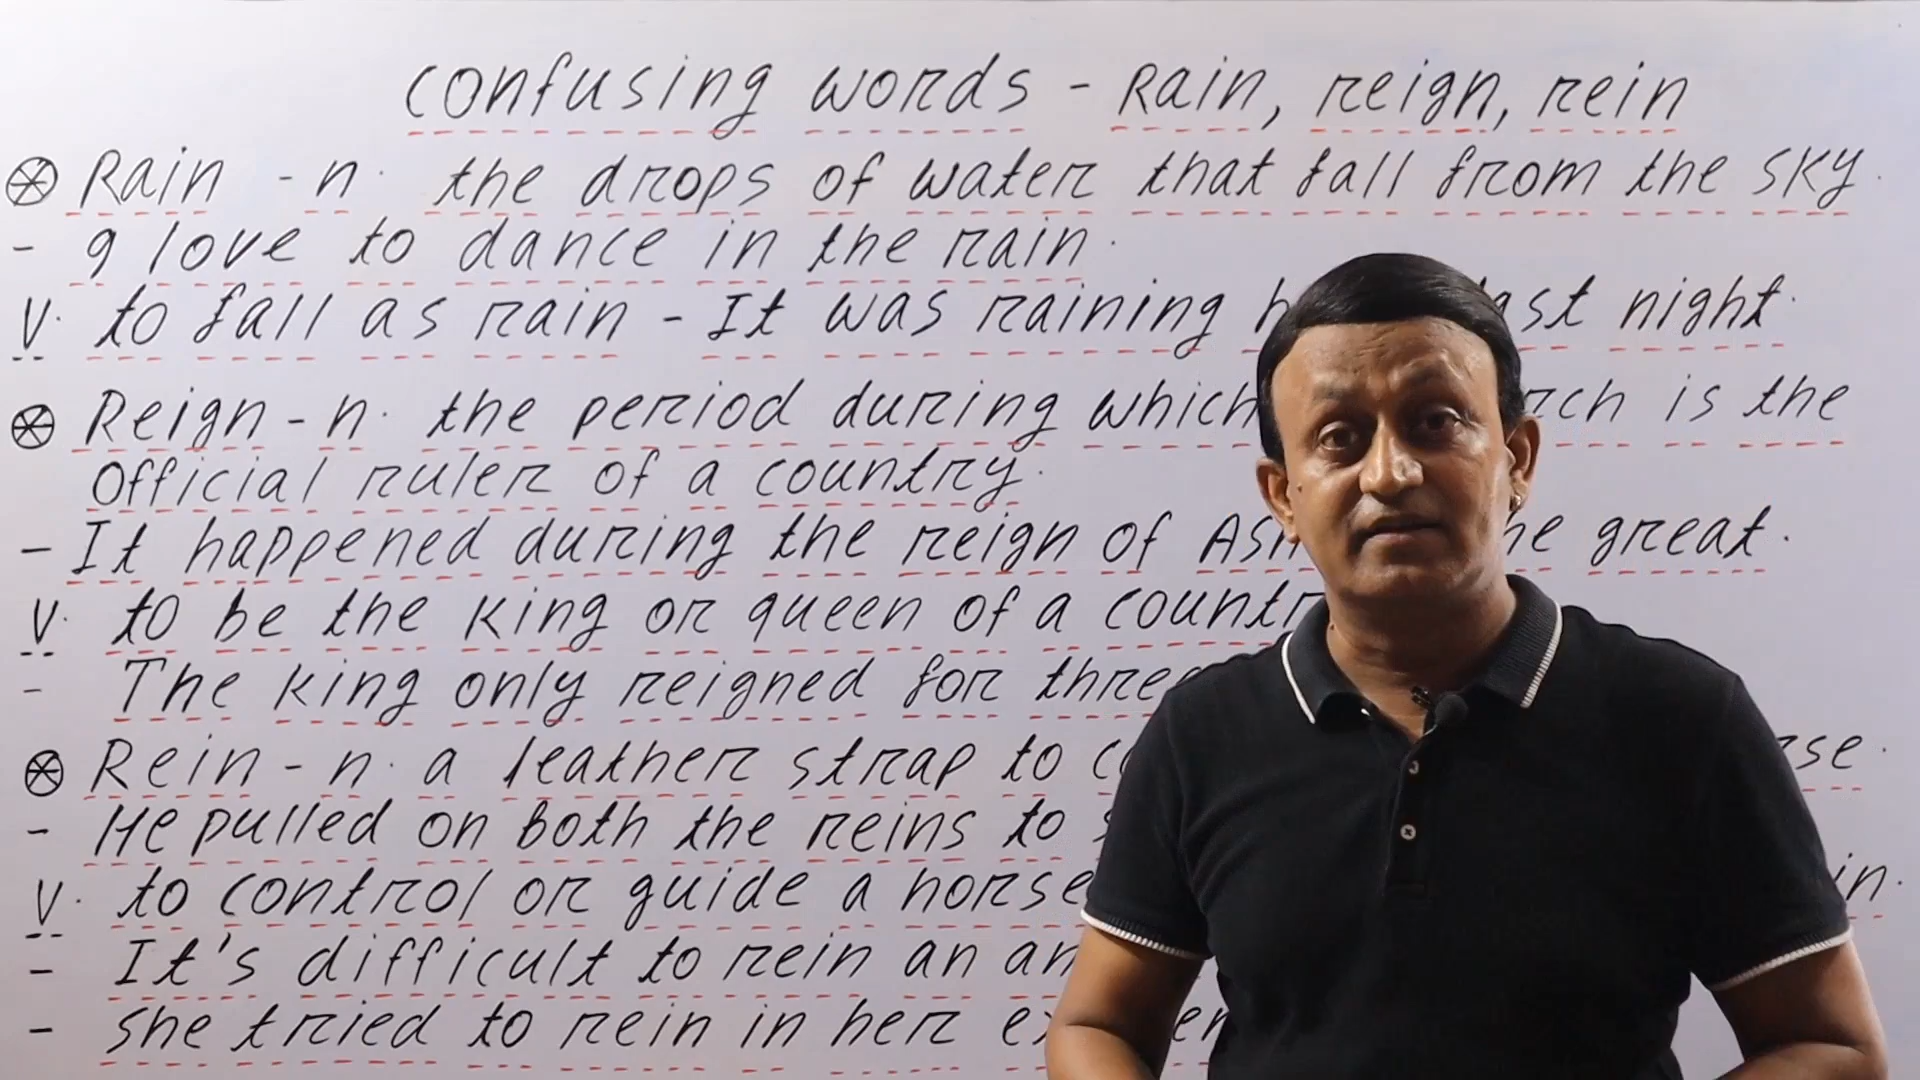 Confusing words - Rain, reign, rein
Rain - n. the drops of water that fall from the sky.
- I love to dance in the rain.
V. to fall as rain - It was raining last night.
Reign - n. the period during which is the
official ruler of a country.
- It happened during the reign of the great.
V. to be the king or queen of a
- The king only reigned for
Rein - n. a leather strap to
- He pulled on both the reins to
V. to control or guide a horse
- It's difficult to rein an
- she tried to rein in her